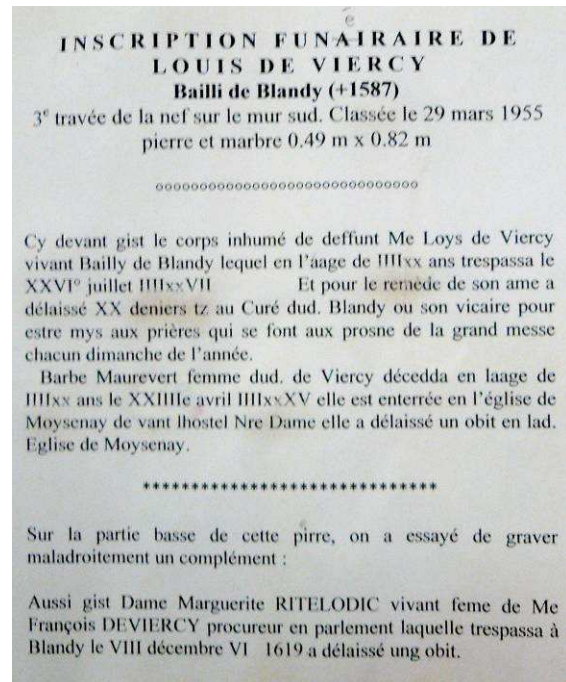 é
INSCRIPTION FUNAIRAIRE DE
LOUIS DE VIERCY
Bailli de Blandy (+1587)
3e travée de la nef sur le mur sud. Classée le 29 mars 1955
pierre et marbre 0.49 m x 0.82 m
oooooooooooooooooooooooooooooo
Cy devant gist le corps inhumé de deffunt Me Loys de Viercy
vivant Bailly de Blandy lequel en l'aage de IIIIxx ans trespassa le
XXVI° juillet IIIIxxVII Et pour le remède de son ame a
délaissé XX deniers tz au Curé dud. Blandy ou son vicaire pour
estre mys aux prières qui se font aux prosne de la grand messe
chacun dimanche de l'année.
Barbe Maurevert femme dud. de Viercy décedda en laage de
IIIIxx ans le XXIIIIe avril IIIIxxXV elle est enterrée en l'église de
Moysenay de vant lhostel Nre Dame elle a délaissé un obit en lad.
Eglise de Moysenay.
******************************
Sur la partie basse de cette pirre, on a essayé de graver
maladroitement un complément :
Aussi gist Dame Marguerite RITELODIC vivant feme de Me
François DEVIERCY procureur en parlement laquelle trespassa à
Blandy le VIII décembre VI 1619 a délaissé ung obit.